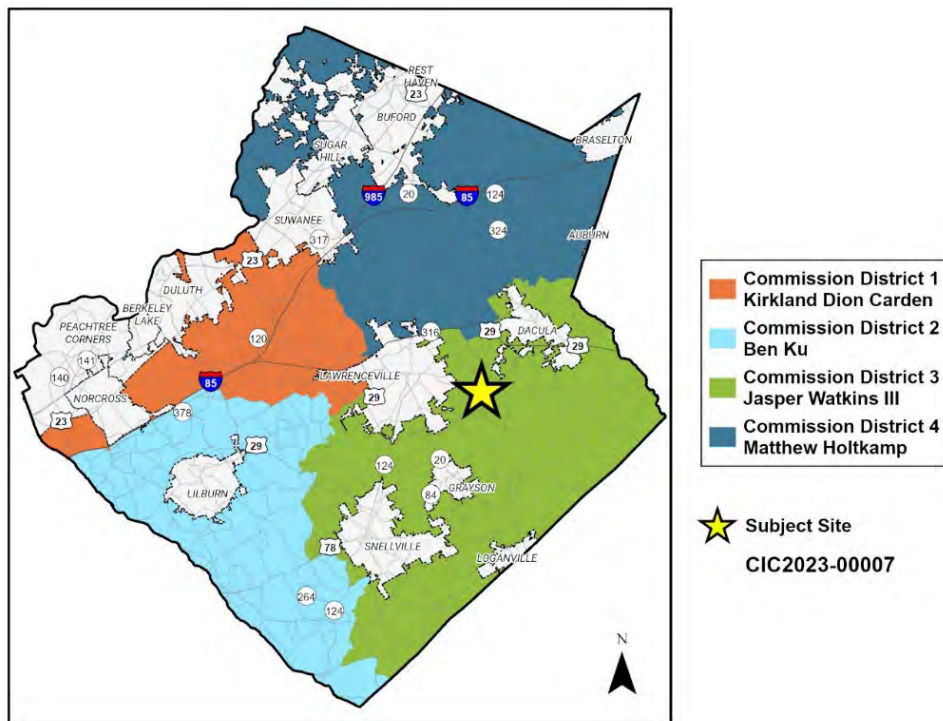 REST
HAVEN
23
BUFORD
BRASELTON
SUGAR
HILL
985
20
85
124
SUWANEE
324
AUBURN
317
23
DULUTH
BERKELEY
LAKE
PEACHTREE
CORNERS
141
140
120
316
29
DACULA
29
LAWRENCEVILLE
85
29
NORCROSS
378
23
29
LILBURN
124
20
GRAYSON
84
78
SNELLVILLE
LOGANVILLE
264
124
N
Commission District 1
Kirkland Dion Carden
Commission District 2
Ben Ku
Commission District 3
Jasper Watkins III
Commission District 4
Matthew Holtkamp
Subject Site
CIC2023-00007